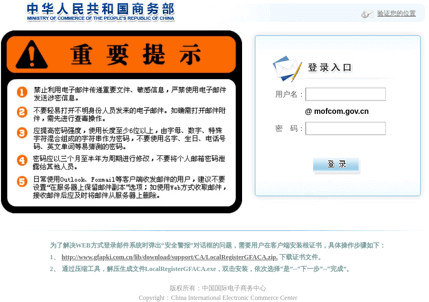 中华人民共和国商务部
MINISTRY OF COMMERCE OF THE PEOPLE'S REPUBLIC OF CHINA
验证您的位置
重要提示
1 禁止利用电子邮件传递重要文件、敏感信息，严禁使用电子邮件
发送涉密信息。
2 不要轻易打开不明身份人员发来的电子邮件。如确需打开邮件附
件，需先进行查毒操作。
3 应提高密码强度，使用长度至少6位以上，由字母、数字、特殊
字符混合组成的字符串作为密码，不要使用名字、生日、电话号
码、英文单词等易猜测的密码。
4 密码应以三个月至半年为周期进行修改，不要将个人邮箱密码泄
露给其他人员。
5 日常使用Outlook、Foxmail等客户端收发邮件的用户，建议不要
设置"在服务器上保留邮件副本"选项；如使用Web方式收取邮件，
接收邮件后应及时将邮件从服务器上删除。
登录入口
用户名：
@ mofcom.gov.cn
密 码：
登 录
为了解决WEB方式登录邮件系统时弹出"安全警报"对话框的问题，需要用户在客户端安装根证书，具体操作步骤如下：
1、 http://www.gfapki.com.cn/lib/download/support/CA/LocalRegisterGFACA.zip. 下载证书文件。
2、 通过压缩工具，解压生成文件LocalRegisterGFACA.exe，双击安装，依次选择"是"--"下一步"--"完成"。
版权所有：中国国际电子商务中心
Copyright：China International Electronic Commerce Center